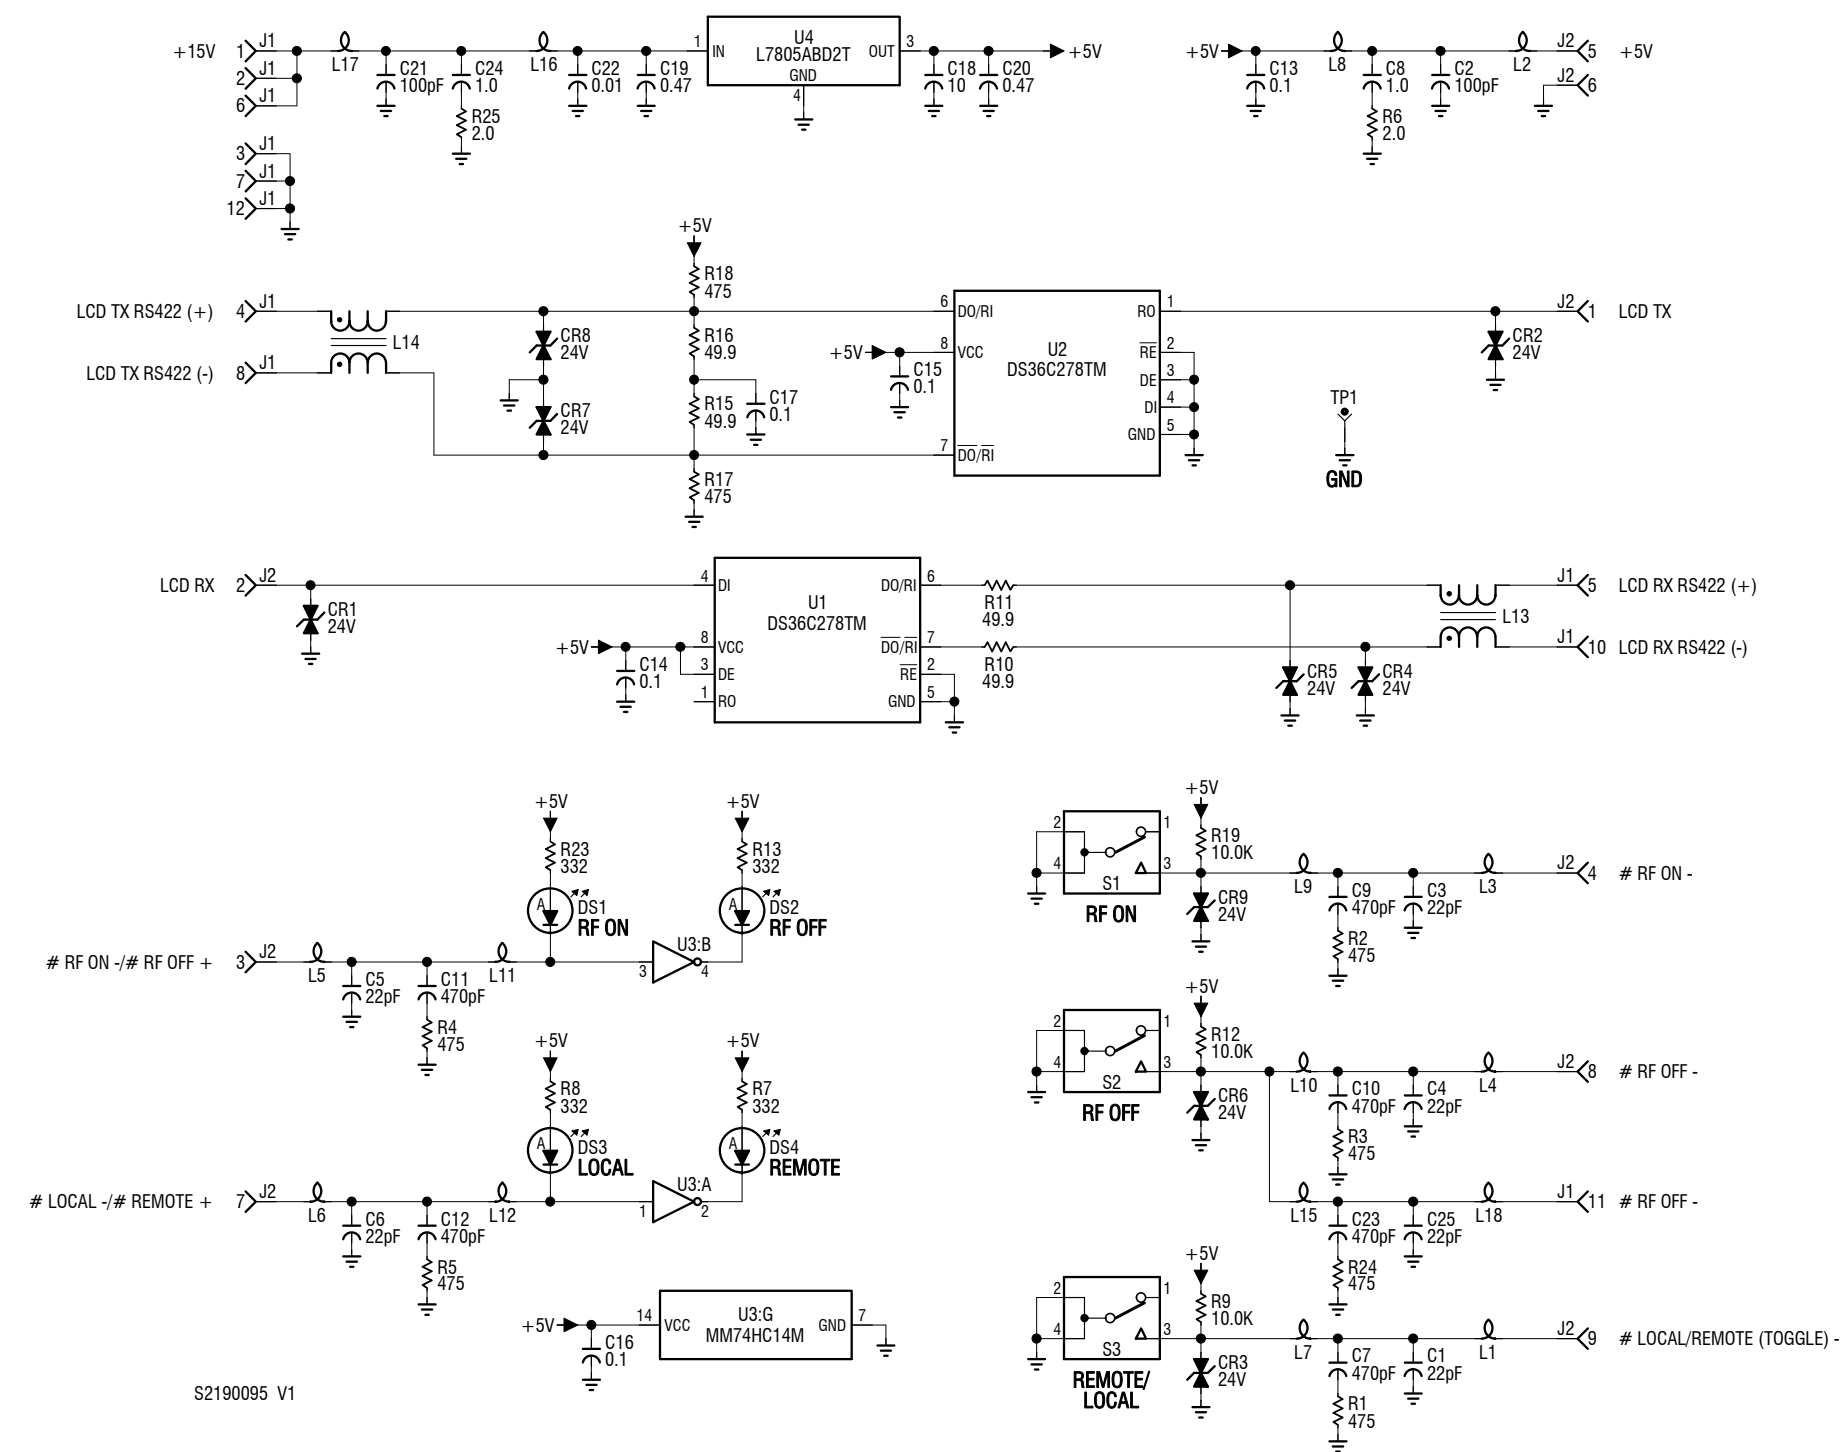 +15V 1 J1
2 J1
6 J1
L17
C21
100pF
C24
1.0
R25
2.0
L16
C22
0.01
C19
0.47
1 IN
U4
L7805ABD2T
GND
4
OUT 3
C18
10
C20
0.47
+5V
+5V
C13
0.1
L8
C8
1.0
R6
2.0
C2
100pF
L2
J2 5 +5V
J2 6
3 J1
7 J1
12 J1
LCD TX RS422 (+) 4 J1
LCD TX RS422 (-) 8 J1
L14
CR8
24V
CR7
24V
+5V
R18
475
R16
49.9
R15
49.9
C17
0.1
R17
475
+5V
C15
0.1
6 DO/RI
8 VCC
7 D̅O̅/R̅I̅
U2
DS36C278TM
RO 1
R̅E̅ 2
DE 3
DI 4
GND 5
TP1
GND
CR2
24V
J2 1 LCD TX
LCD RX 2 J2
CR1
24V
+5V
C14
0.1
4 DI
8 VCC
3 DE
1 RO
U1
DS36C278TM
DO/RI 6
D̅O̅/R̅I̅ 7
R̅E̅ 2
GND 5
R11
49.9
R10
49.9
CR5
24V
CR4
24V
L13
J1 5 LCD RX RS422 (+)
J1 10 LCD RX RS422 (-)
# RF ON -/# RF OFF + 3 J2
L5
C5
22pF
C11
470pF
R4
475
L11
+5V
R23
332
A
DS1
RF ON
3 U3:B 4
+5V
R13
332
A
DS2
RF OFF
# LOCAL -/# REMOTE + 7 J2
L6
C6
22pF
C12
470pF
R5
475
L12
+5V
R8
332
A
DS3
LOCAL
1 U3:A 2
+5V
R7
332
A
DS4
REMOTE
+5V
C16
0.1
14 VCC
U3:G
MM74HC14M
GND 7
S2190095 V1
2
4
1
3
S1
RF ON
+5V
R19
10.0K
CR9
24V
L9
C9
470pF
R2
475
C3
22pF
L3
J2 4 # RF ON -
2
4
1
3
S2
RF OFF
+5V
R12
10.0K
CR6
24V
L10
C10
470pF
R3
475
C4
22pF
L4
J2 8 # RF OFF -
L15
C23
470pF
R24
475
C25
22pF
L18
J1 11 # RF OFF -
2
4
1
3
S3
REMOTE/
LOCAL
+5V
R9
10.0K
CR3
24V
L7
C7
470pF
R1
475
C1
22pF
L1
J2 9 # LOCAL/REMOTE (TOGGLE) -